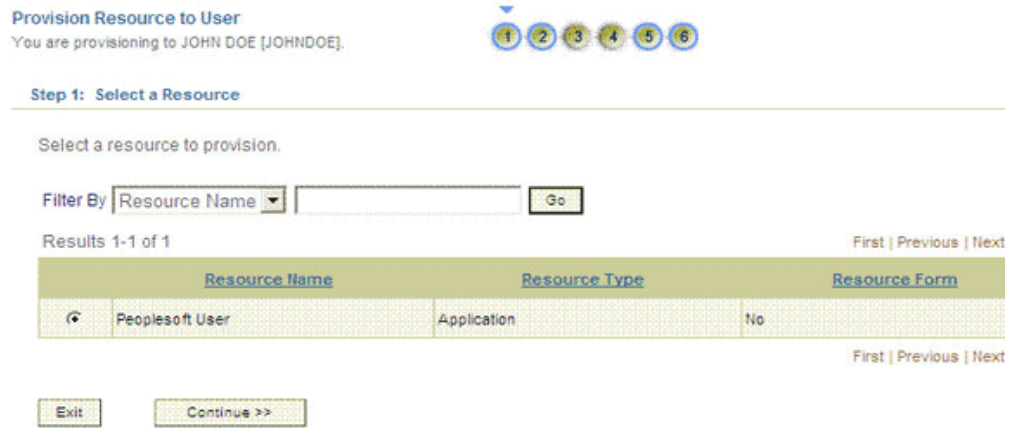 Provision Resource to User
You are provisioning to JOHN DOE [JOHNDOE].
1 2 3 4 5 6
Step 1: Select a Resource
Select a resource to provision.
Filter By Resource Name Go
Results 1-1 of 1 First | Previous | Next
Resource Name Resource Type Resource Form
Peoplesoft User Application No
First | Previous | Next
Exit Continue >>